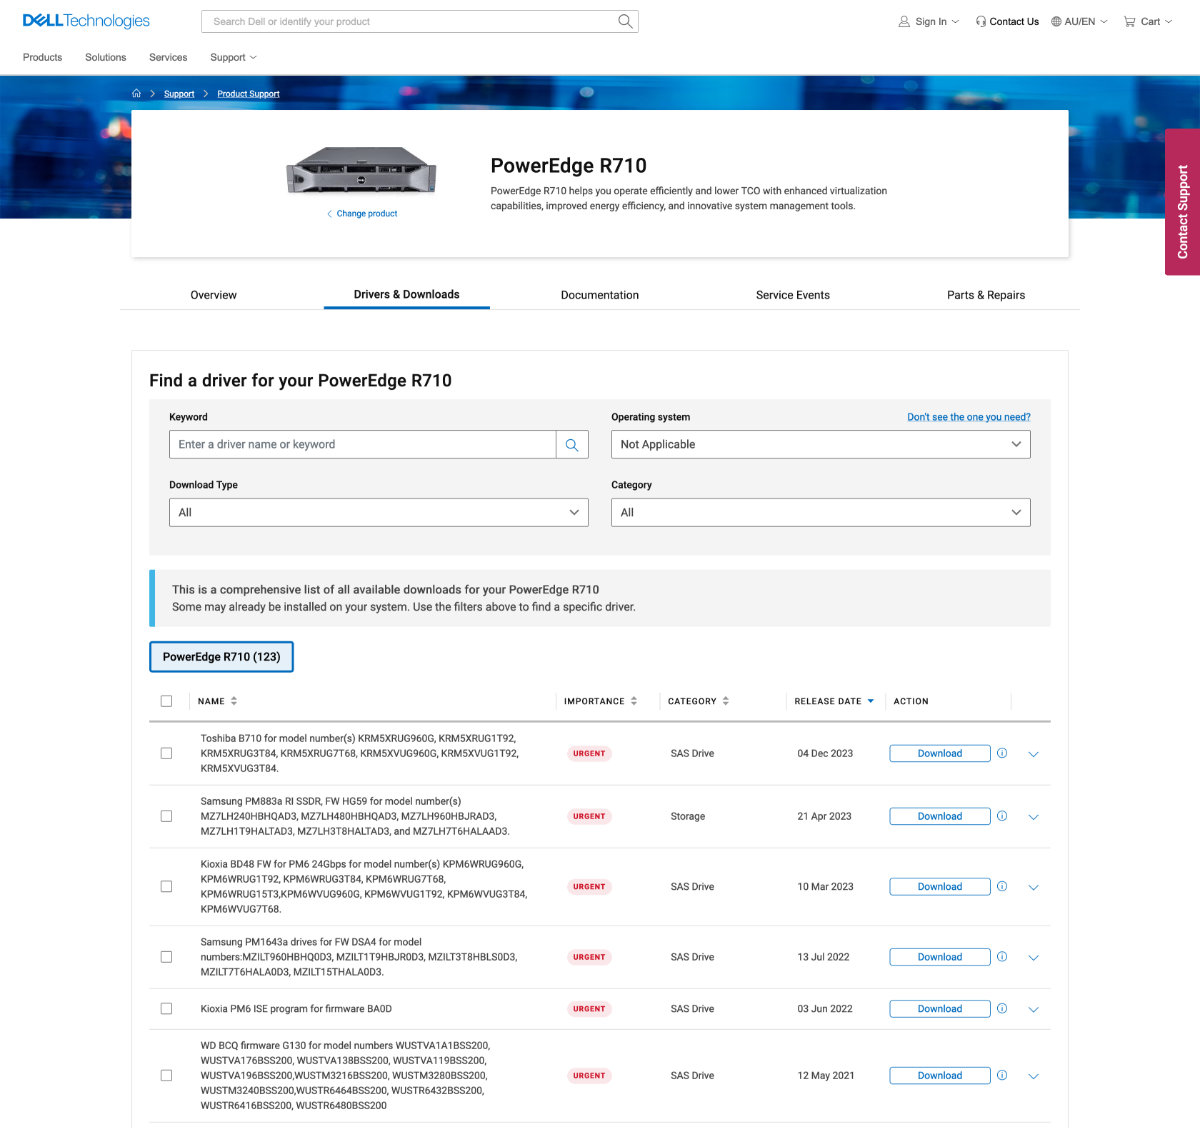 DELLTechnologies
Search Dell or identify your product
Sign In
Contact Us
AU/EN
Cart
Products
Solutions
Services
Support
Support
Product Support
PowerEdge R710
PowerEdge R710 helps you operate efficiently and lower TCO with enhanced virtualization
capabilities, improved energy efficiency, and innovative system management tools.
Change product
Contact Support
Overview
Drivers & Downloads
Documentation
Service Events
Parts & Repairs
Find a driver for your PowerEdge R710
Keyword
Enter a driver name or keyword
Operating system
Don't see the one you need?
Not Applicable
Download Type
All
Category
All
This is a comprehensive list of all available downloads for your PowerEdge R710
Some may already be installed on your system. Use the filters above to find a specific driver.
PowerEdge R710 (123)
NAME
IMPORTANCE
CATEGORY
RELEASE DATE
ACTION
Toshiba B710 for model number(s) KRM5XRUG960G, KRM5XRUG1T92,
KRM5XRUG3T84, KRM5XRUG7T68, KRM5XVUG960G, KRM5XVUG1T92,
KRM5XVUG3T84.
URGENT
SAS Drive
04 Dec 2023
Download
Samsung PM883a RI SSDR, FW HG59 for model number(s)
MZ7LH240HBHQAD3, MZ7LH480HBHQAD3, MZ7LH960HBJRAD3,
MZ7LH1T9HALTAD3, MZ7LH3T8HALTAD3, and MZ7LH7T6HALAAD3.
URGENT
Storage
21 Apr 2023
Download
Kioxia BD48 FW for PM6 24Gbps for model number(s) KPM6WRUG960G,
KPM6WRUG1T92, KPM6WRUG3T84, KPM6WRUG7T68,
KPM6WRUG15T3,KPM6WVUG960G, KPM6WVUG1T92, KPM6WVUG3T84,
KPM6WVUG7T68.
URGENT
SAS Drive
10 Mar 2023
Download
Samsung PM1643a drives for FW DSA4 for model
numbers:MZILT960HBHQ0D3, MZILT1T9HBJR0D3, MZILT3T8HBLS0D3,
MZILT7T6HALA0D3, MZILT15THALA0D3.
URGENT
SAS Drive
13 Jul 2022
Download
Kioxia PM6 ISE program for firmware BA0D
URGENT
SAS Drive
03 Jun 2022
Download
WD BCQ firmware G130 for model numbers WUSTVA1A1BSS200,
WUSTVA176BSS200, WUSTVA138BSS200, WUSTVA119BSS200,
WUSTVA196BSS200,WUSTM3216BSS200, WUSTM3280BSS200,
WUSTM3240BSS200,WUSTR6464BSS200, WUSTR6432BSS200,
WUSTR6416BSS200, WUSTR6480BSS200
URGENT
SAS Drive
12 May 2021
Download